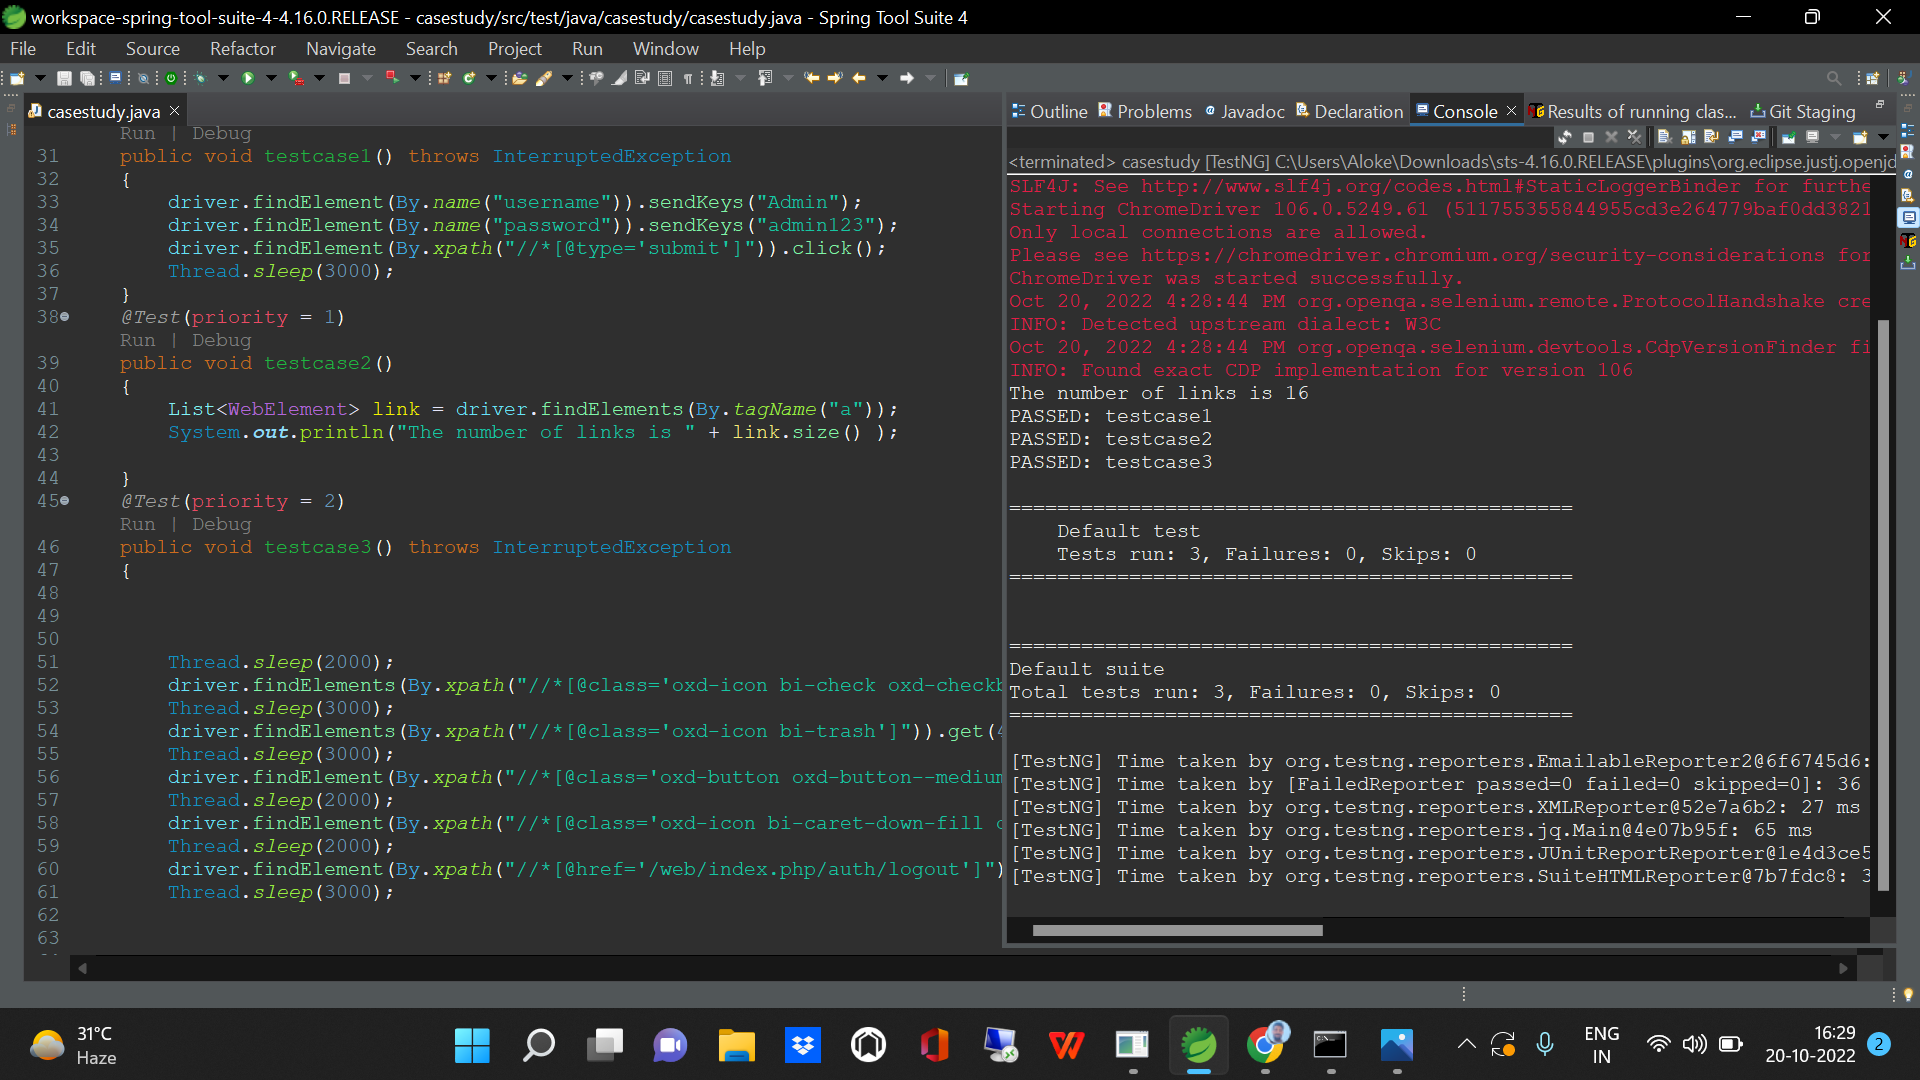 workspace-spring-tool-suite-4-4.16.0.RELEASE - casestudy/src/test/java/casestudy/casestudy.java - Spring Tool Suite 4
File Edit Source Refactor Navigate Search Project Run Window Help
casestudy.java
Run | Debug
31 public void testcase1() throws InterruptedException
32 {
33 driver.findElement(By.name("username")).sendKeys("Admin");
34 driver.findElement(By.name("password")).sendKeys("admin123");
35 driver.findElement(By.xpath("//*[@type='submit']")).click();
36 Thread.sleep(3000);
37 }
38 @Test(priority = 1)
Run | Debug
39 public void testcase2()
40 {
41 List<WebElement> link = driver.findElements(By.tagName("a"));
42 System.out.println("The number of links is " + link.size() );
43
44 }
45 @Test(priority = 2)
Run | Debug
46 public void testcase3() throws InterruptedException
47 {
48
49
50
51 Thread.sleep(2000);
52 driver.findElements(By.xpath("//*[@class='oxd-icon bi-check oxd-checkb
53 Thread.sleep(3000);
54 driver.findElements(By.xpath("//*[@class='oxd-icon bi-trash']")).get(4
55 Thread.sleep(3000);
56 driver.findElement(By.xpath("//*[@class='oxd-button oxd-button--medium
57 Thread.sleep(2000);
58 driver.findElement(By.xpath("//*[@class='oxd-icon bi-caret-down-fill o
59 Thread.sleep(2000);
60 driver.findElement(By.xpath("//*[@href='/web/index.php/auth/logout']")
61 Thread.sleep(3000);
62
63
Outline Problems Javadoc Declaration Console Results of running clas... Git Staging
<terminated> casestudy [TestNG] C:\Users\Aloke\Downloads\sts-4.16.0.RELEASE\plugins\org.eclipse.justj.openjd
SLF4J: See http://www.slf4j.org/codes.html#StaticLoggerBinder for furthe
Starting ChromeDriver 106.0.5249.61 (511755355844955cd3e264779baf0dd3821
Only local connections are allowed.
Please see https://chromedriver.chromium.org/security-considerations for
ChromeDriver was started successfully.
Oct 20, 2022 4:28:44 PM org.openqa.selenium.remote.ProtocolHandshake cre
INFO: Detected upstream dialect: W3C
Oct 20, 2022 4:28:44 PM org.openqa.selenium.devtools.CdpVersionFinder fi
INFO: Found exact CDP implementation for version 106
The number of links is 16
PASSED: testcase1
PASSED: testcase2
PASSED: testcase3
===============================================
Default test
Tests run: 3, Failures: 0, Skips: 0
===============================================
===============================================
Default suite
Total tests run: 3, Failures: 0, Skips: 0
===============================================
[TestNG] Time taken by org.testng.reporters.EmailableReporter2@6f6745d6:
[TestNG] Time taken by [FailedReporter passed=0 failed=0 skipped=0]: 36
[TestNG] Time taken by org.testng.reporters.XMLReporter@52e7a6b2: 27 ms
[TestNG] Time taken by org.testng.reporters.jq.Main@4e07b95f: 65 ms
[TestNG] Time taken by org.testng.reporters.JUnitReportReporter@1e4d3ce5
[TestNG] Time taken by org.testng.reporters.SuiteHTMLReporter@7b7fdc8: 3
31°C
Haze
ENG
IN
16:29
20-10-2022
2